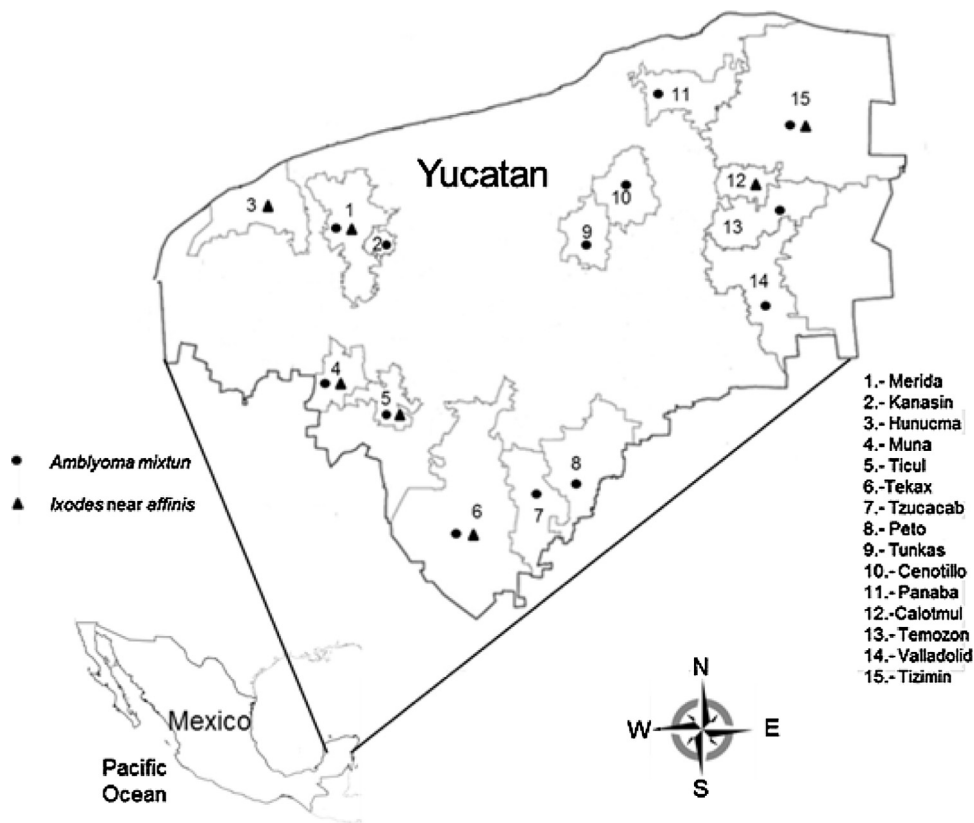 11
15
Yucatan
12
10
3
1
13
2
9
14
4
5
8
6
7
Amblyoma mixtun
Ixodes near affinis
1.- Merida
2.- Kanasin
3.- Hunucma
4.- Muna
5.- Ticul
6.-Tekax
7.- Tzucacab
8.- Peto
9.- Tunkas
10.- Cenotillo
11.- Panaba
12.- Calotmul
13.- Temozon
14.- Valladolid
15.- Tizimin
Mexico
Pacific
Ocean
N
W
E
S